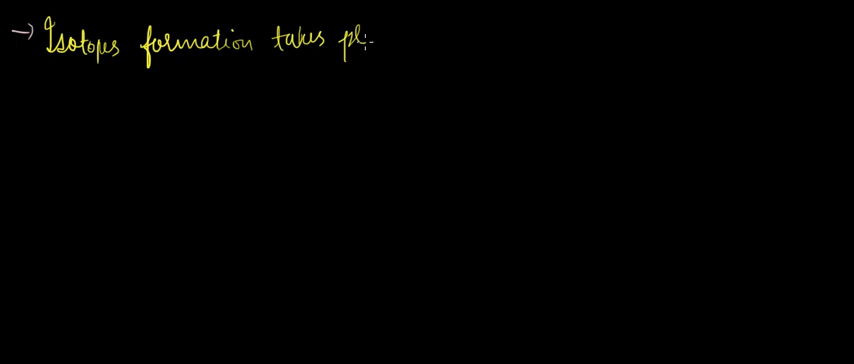 → Isotopes formation takes pl